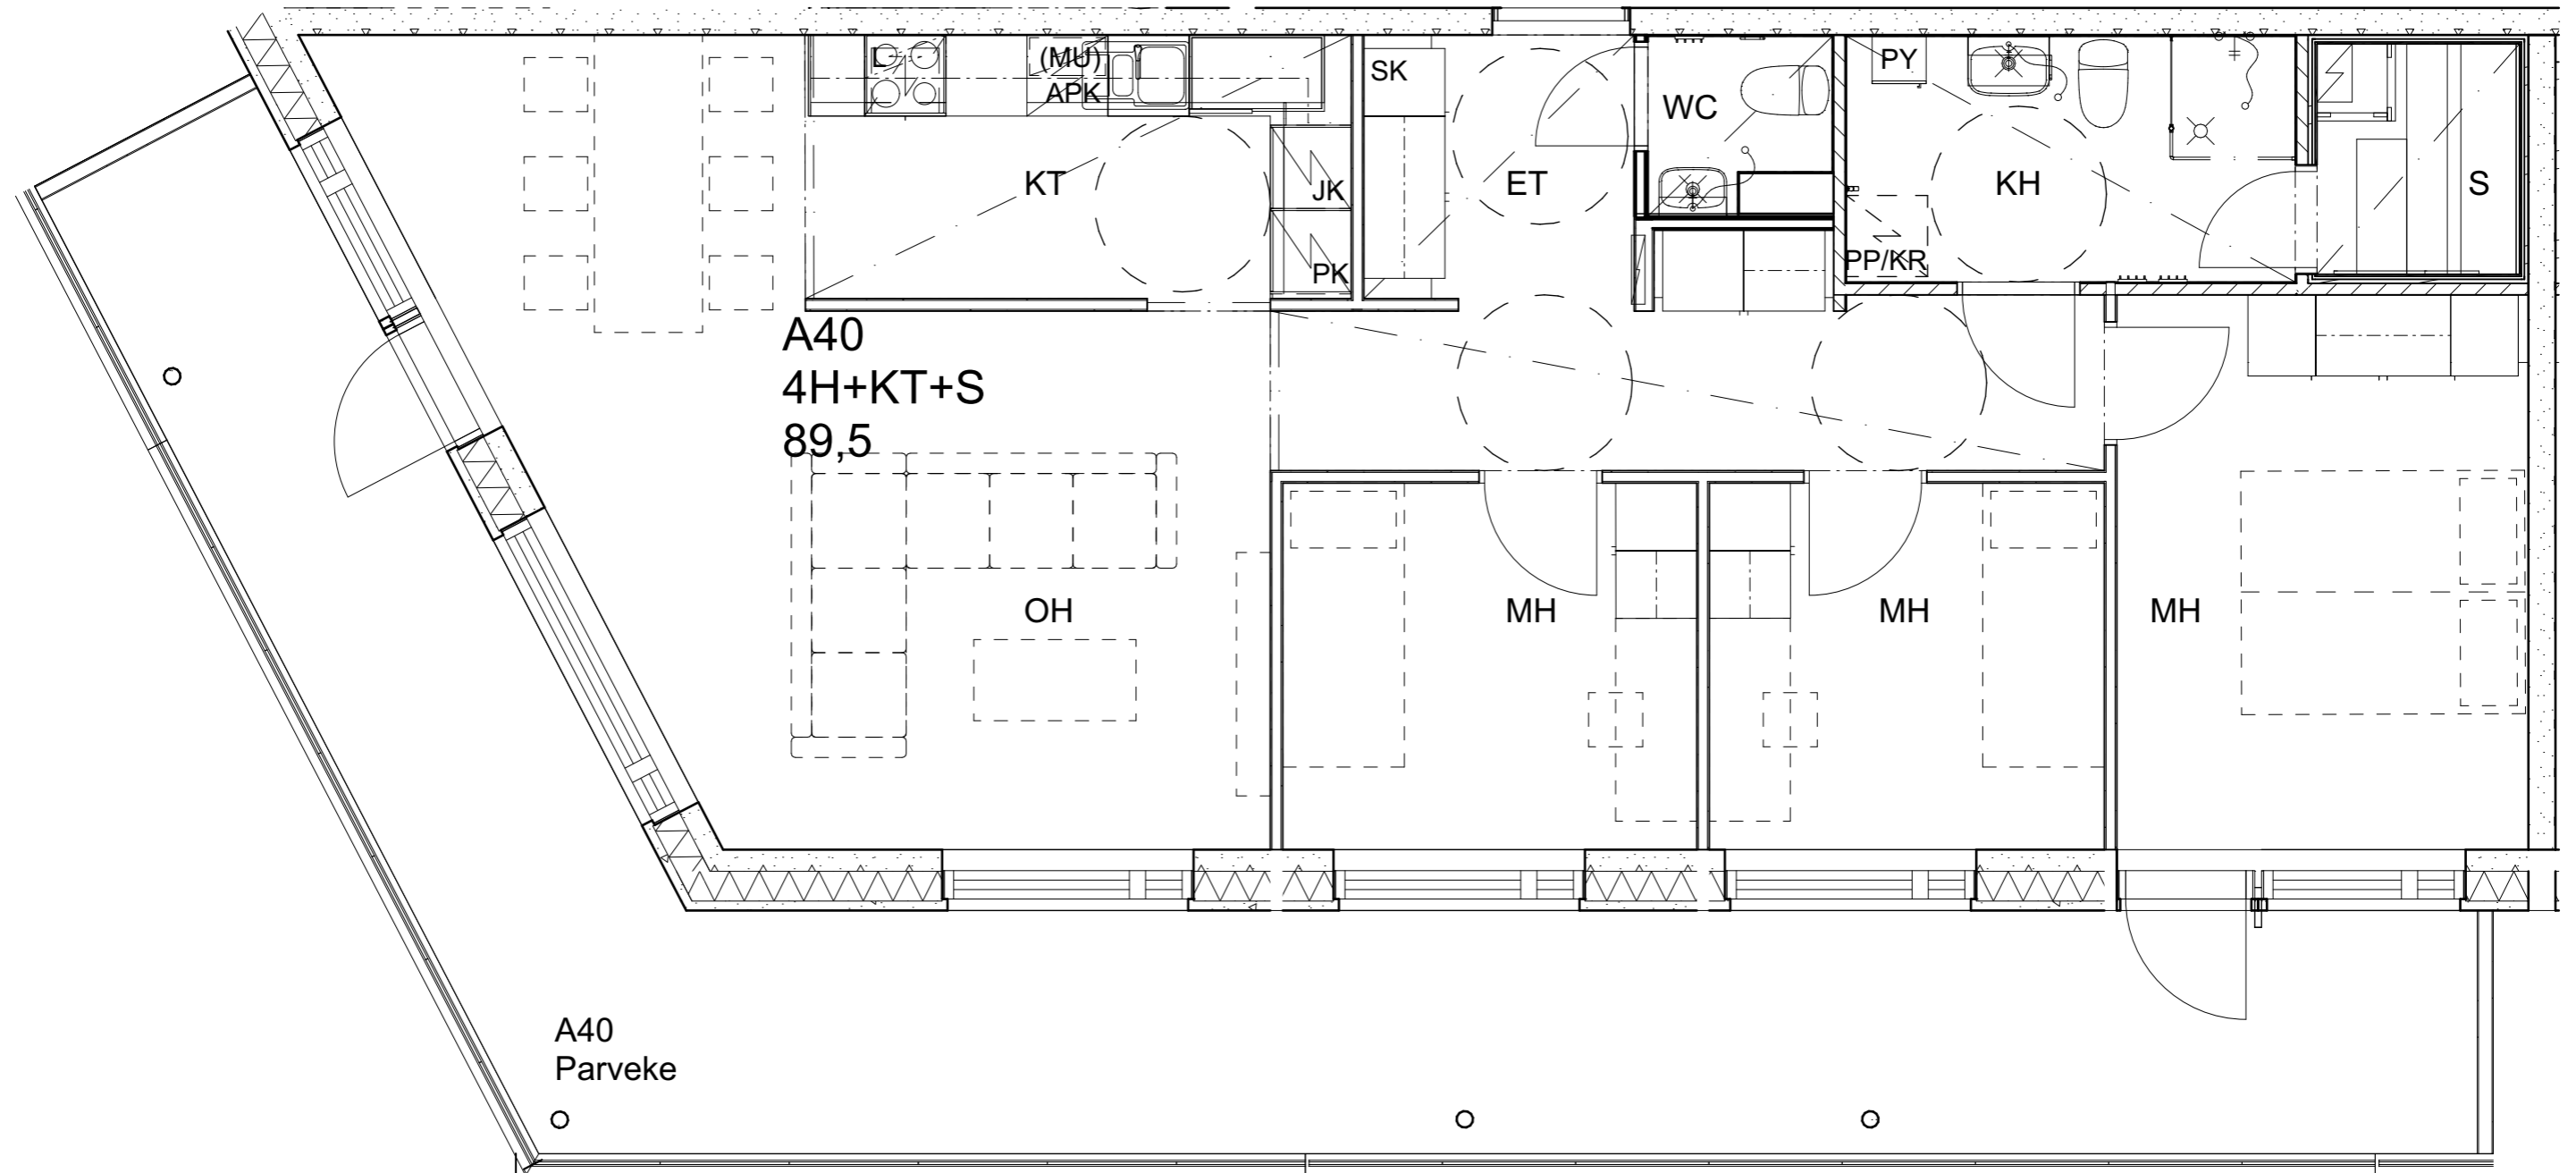 L
(MU)
APK
SK
WC
PY
KT
JK
ET
KH
S
PK
PP/KR
A40
4H+KT+S
89,5
OH
MH
MH
MH
A40
Parveke